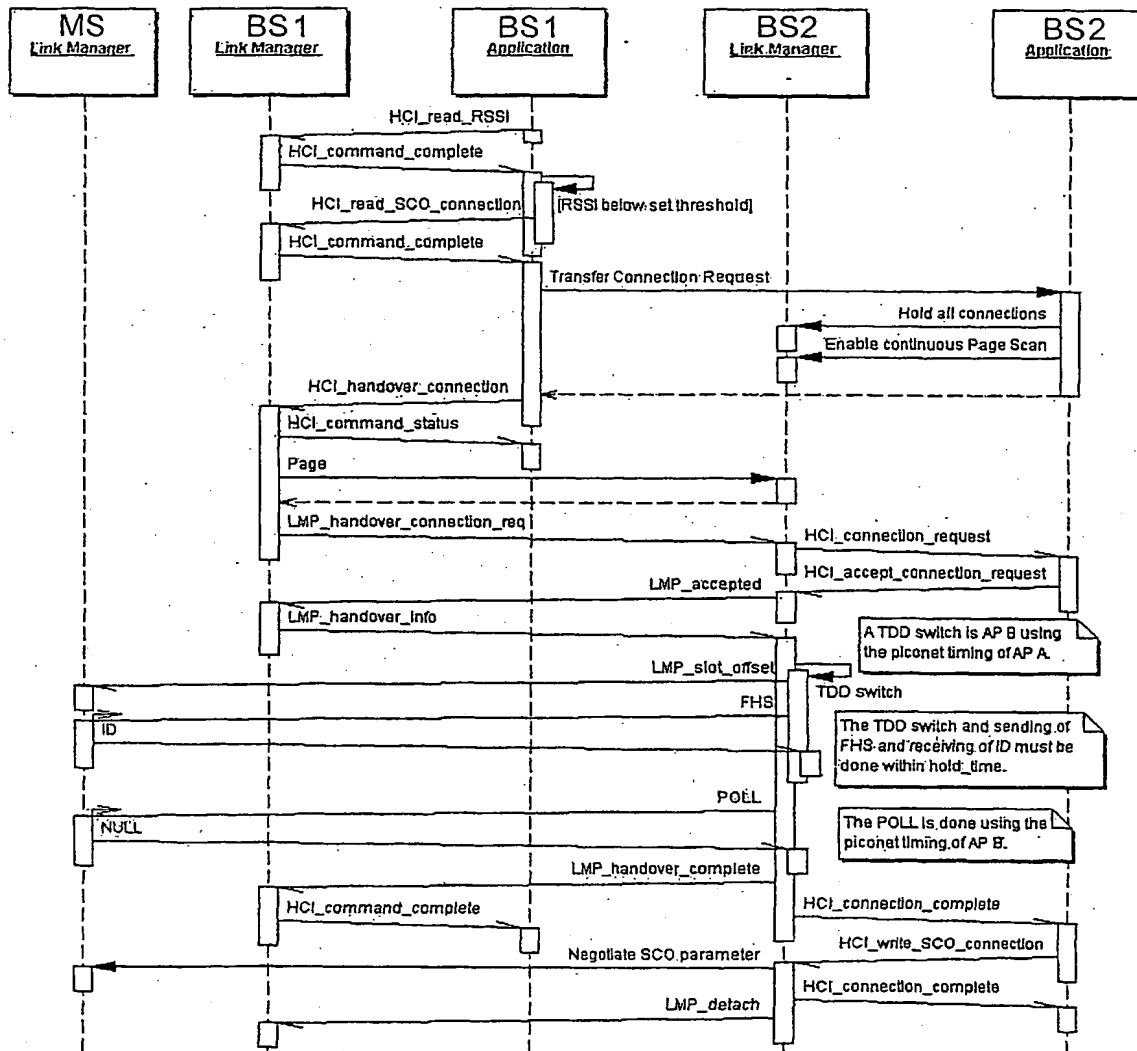 MS
Link Manager
BS1
Link Manager
BS1
Application
BS2
Link Manager
BS2
Application
HCI_read_RSSI
HCI_command_complete
[RSSI below set threshold]
HCI_read_SCO_connection
HCI_command_complete
Transfer Connection Request
Hold all connections
Enable continuous Page Scan
HCI_handover_connection
HCI_command_status
Page
LMP_handover_connection_req
HCI_connection_request
HCI_accept_connection_request
LMP_accepted
LMP_handover_info
A TDD switch is AP B using
the piconet timing of AP A.
LMP_slot_offset
TDD switch
FHS
ID
The TDD switch and sending of
FHS and receiving of ID must be
done within hold_time.
POLL
NULL
The POLL is done using the
piconet timing of AP B.
LMP_handover_complete
HCI_command_complete
HCI_connection_complete
HCI_write_SCO_connection
Negotiate SCO parameter
HCI_connection_complete
LMP_detach